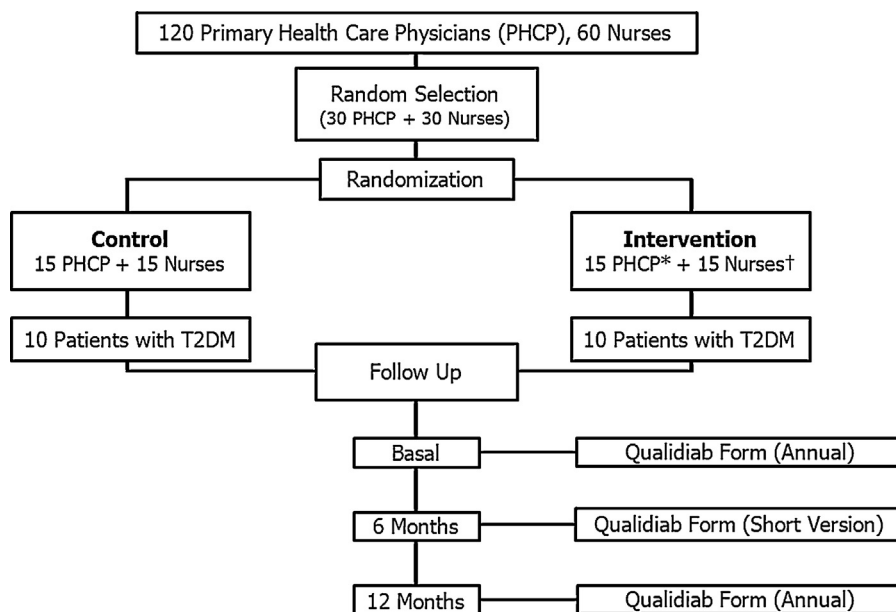 120 Primary Health Care Physicians (PHCP), 60 Nurses
Random Selection
(30 PHCP + 30 Nurses)
Randomization
Control
15 PHCP + 15 Nurses
Intervention
15 PHCP* + 15 Nurses†
10 Patients with T2DM
10 Patients with T2DM
Follow Up
Basal
Qualidiab Form (Annual)
6 Months
Qualidiab Form (Short Version)
12 Months
Qualidiab Form (Annual)